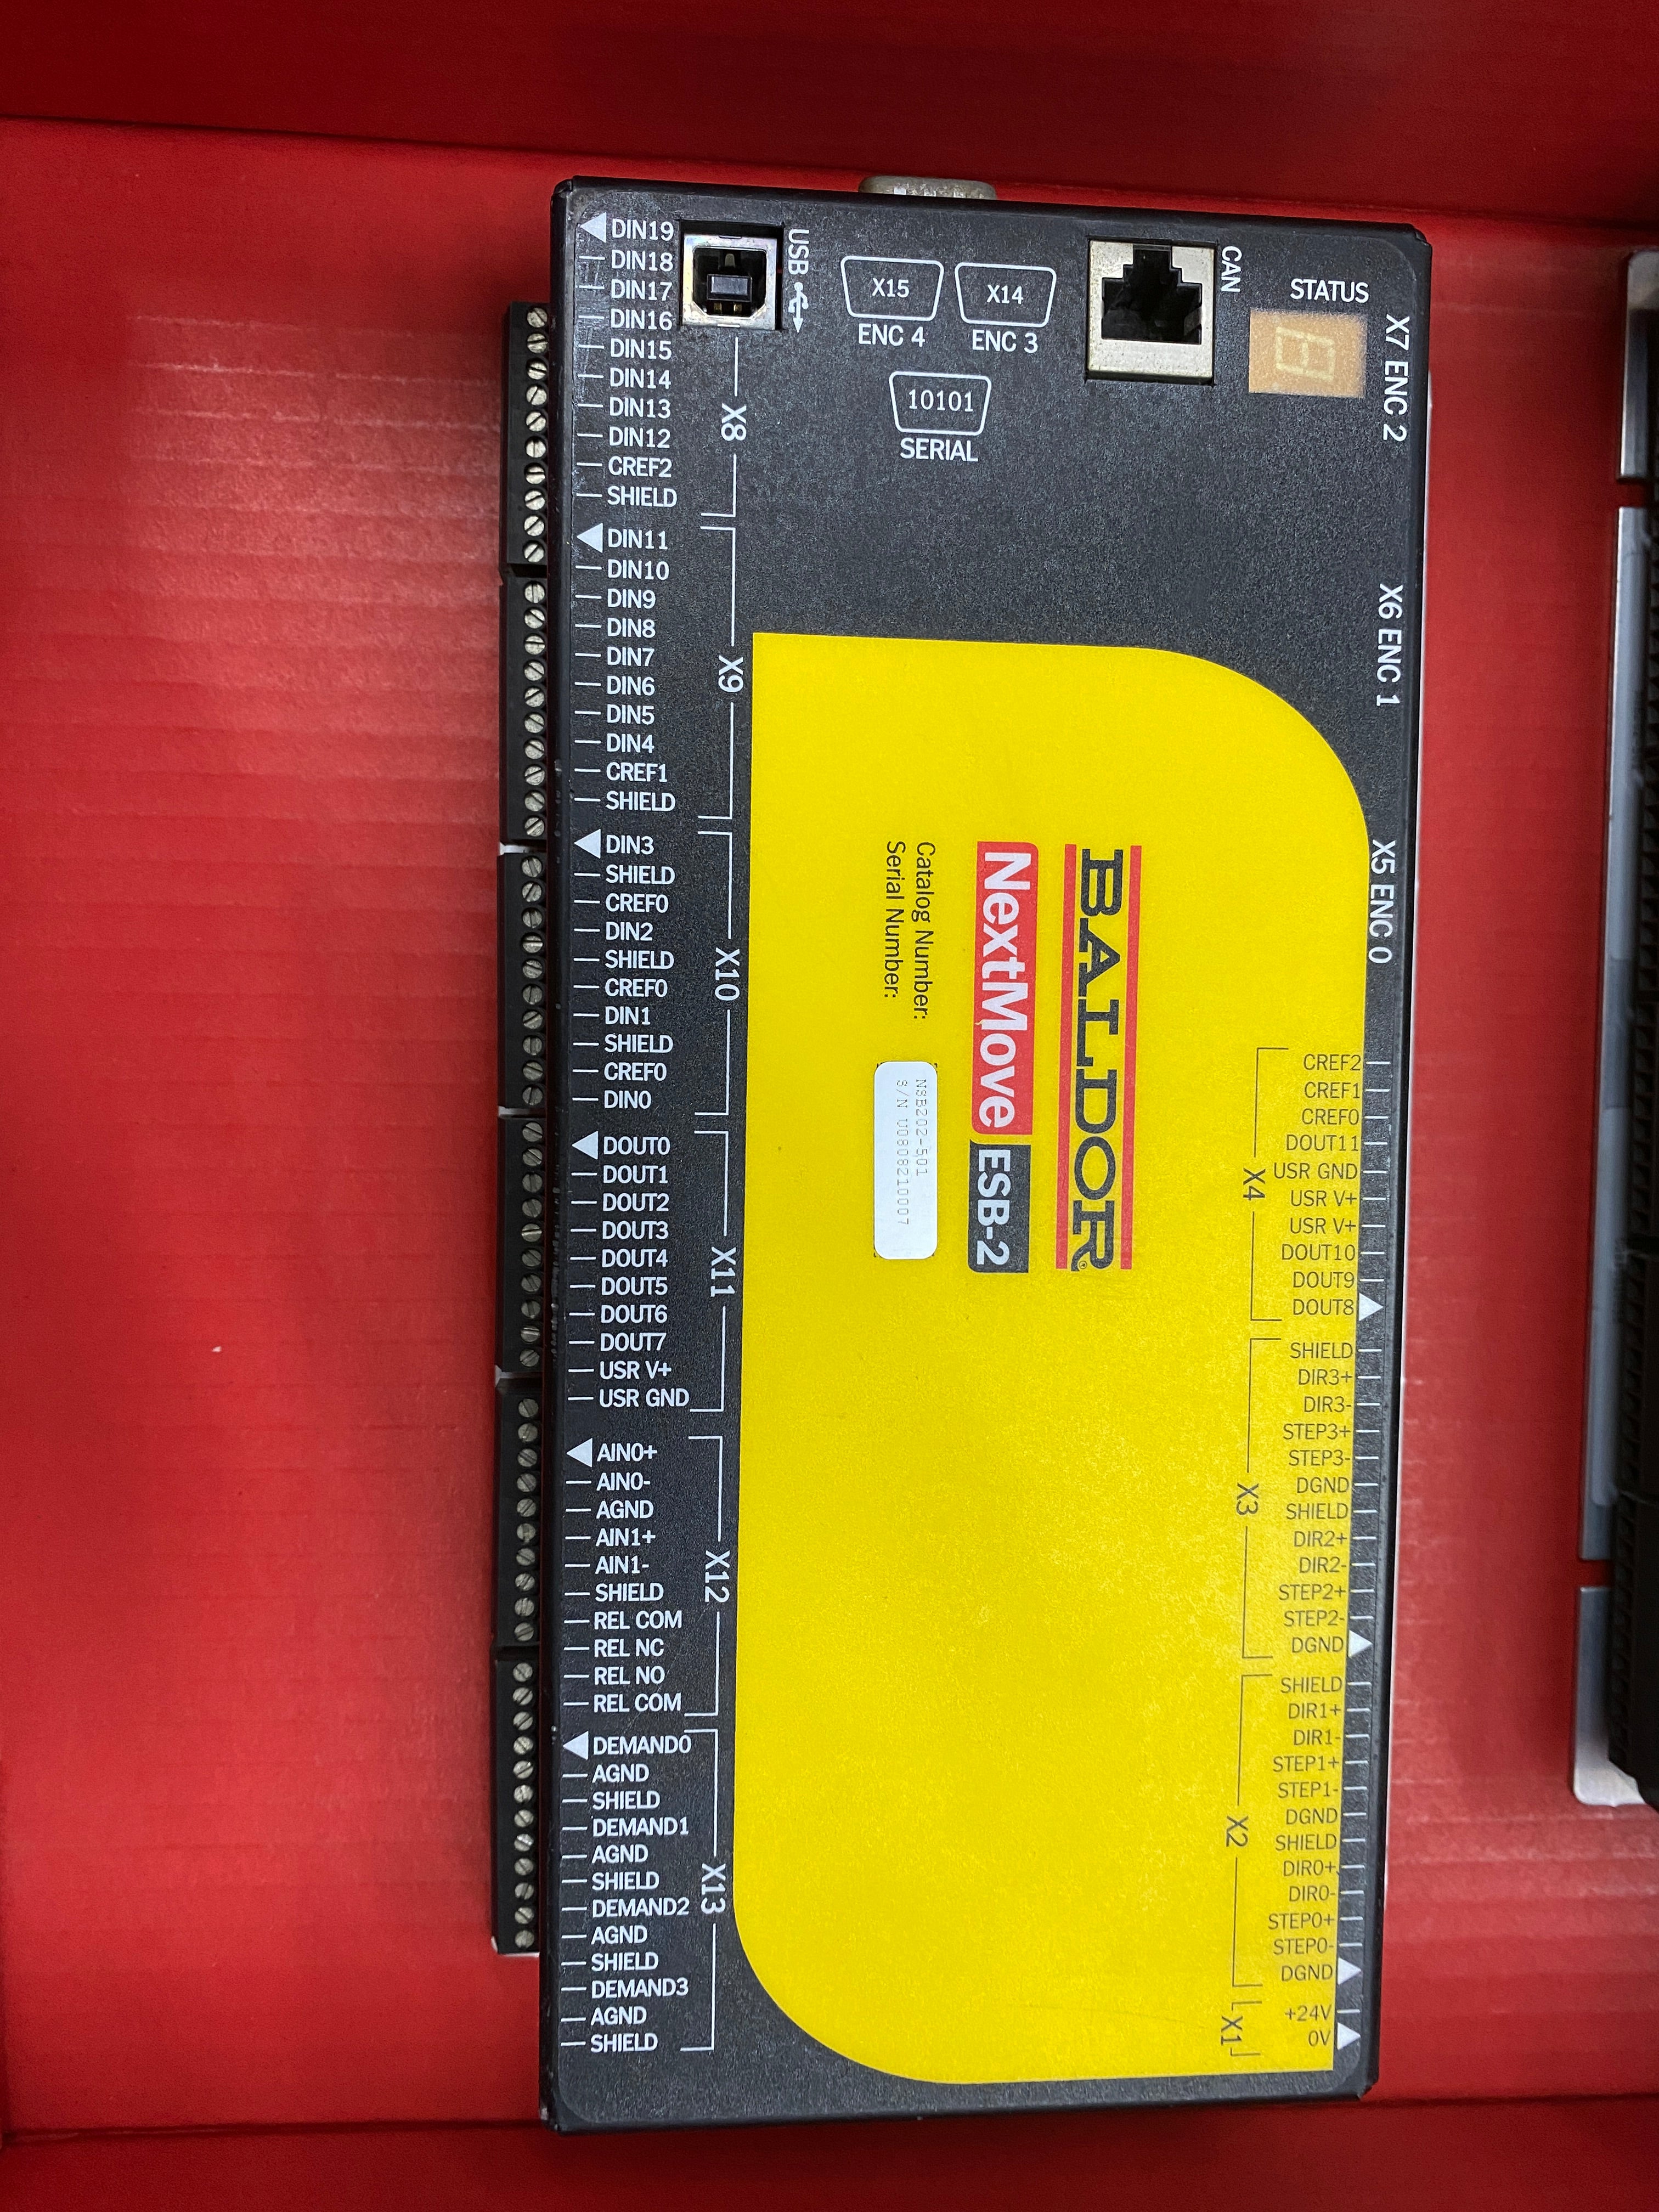 DIN19
DIN18
DIN17
DIN16
DIN15
DIN14
DIN13
DIN12
CREF2
SHIELD
X8
DIN11
DIN10
DIN9
DIN8
DIN7
DIN6
DIN5
DIN4
CREF1
SHIELD
X9
DIN3
SHIELD
CREF0
DIN2
SHIELD
CREF0
DIN1
SHIELD
CREF0
DIN0
X10
DOUT0
DOUT1
DOUT2
DOUT3
DOUT4
DOUT5
DOUT6
DOUT7
USR V+
USR GND
X11
AIN0+
AIN0-
AGND
AIN1+
AIN1-
SHIELD
REL COM
REL NC
REL NO
REL COM
X12
DEMAND0
AGND
SHIELD
DEMAND1
AGND
SHIELD
DEMAND2
AGND
SHIELD
DEMAND3
AGND
SHIELD
X13
USB
X15
ENC 4
X14
ENC 3
10101
SERIAL
CAN
STATUS
X7 ENC 2
X6 ENC 1
X5 ENC 0
BALDOR®
NextMove ESB-2
Catalog Number: NSB202-501
Serial Number: S/N U0808210007
CREF2
CREF1
CREF0
DOUT11
USR GND
USR V+
USR V+
DOUT10
DOUT9
DOUT8
X4
SHIELD
DIR3+
DIR3-
STEP3+
STEP3-
DGND
SHIELD
DIR2+
DIR2-
STEP2+
STEP2-
DGND
X3
SHIELD
DIR1+
DIR1-
STEP1+
STEP1-
DGND
SHIELD
DIR0+
DIR0-
STEP0+
STEP0-
DGND
X2
+24V
0V
X1